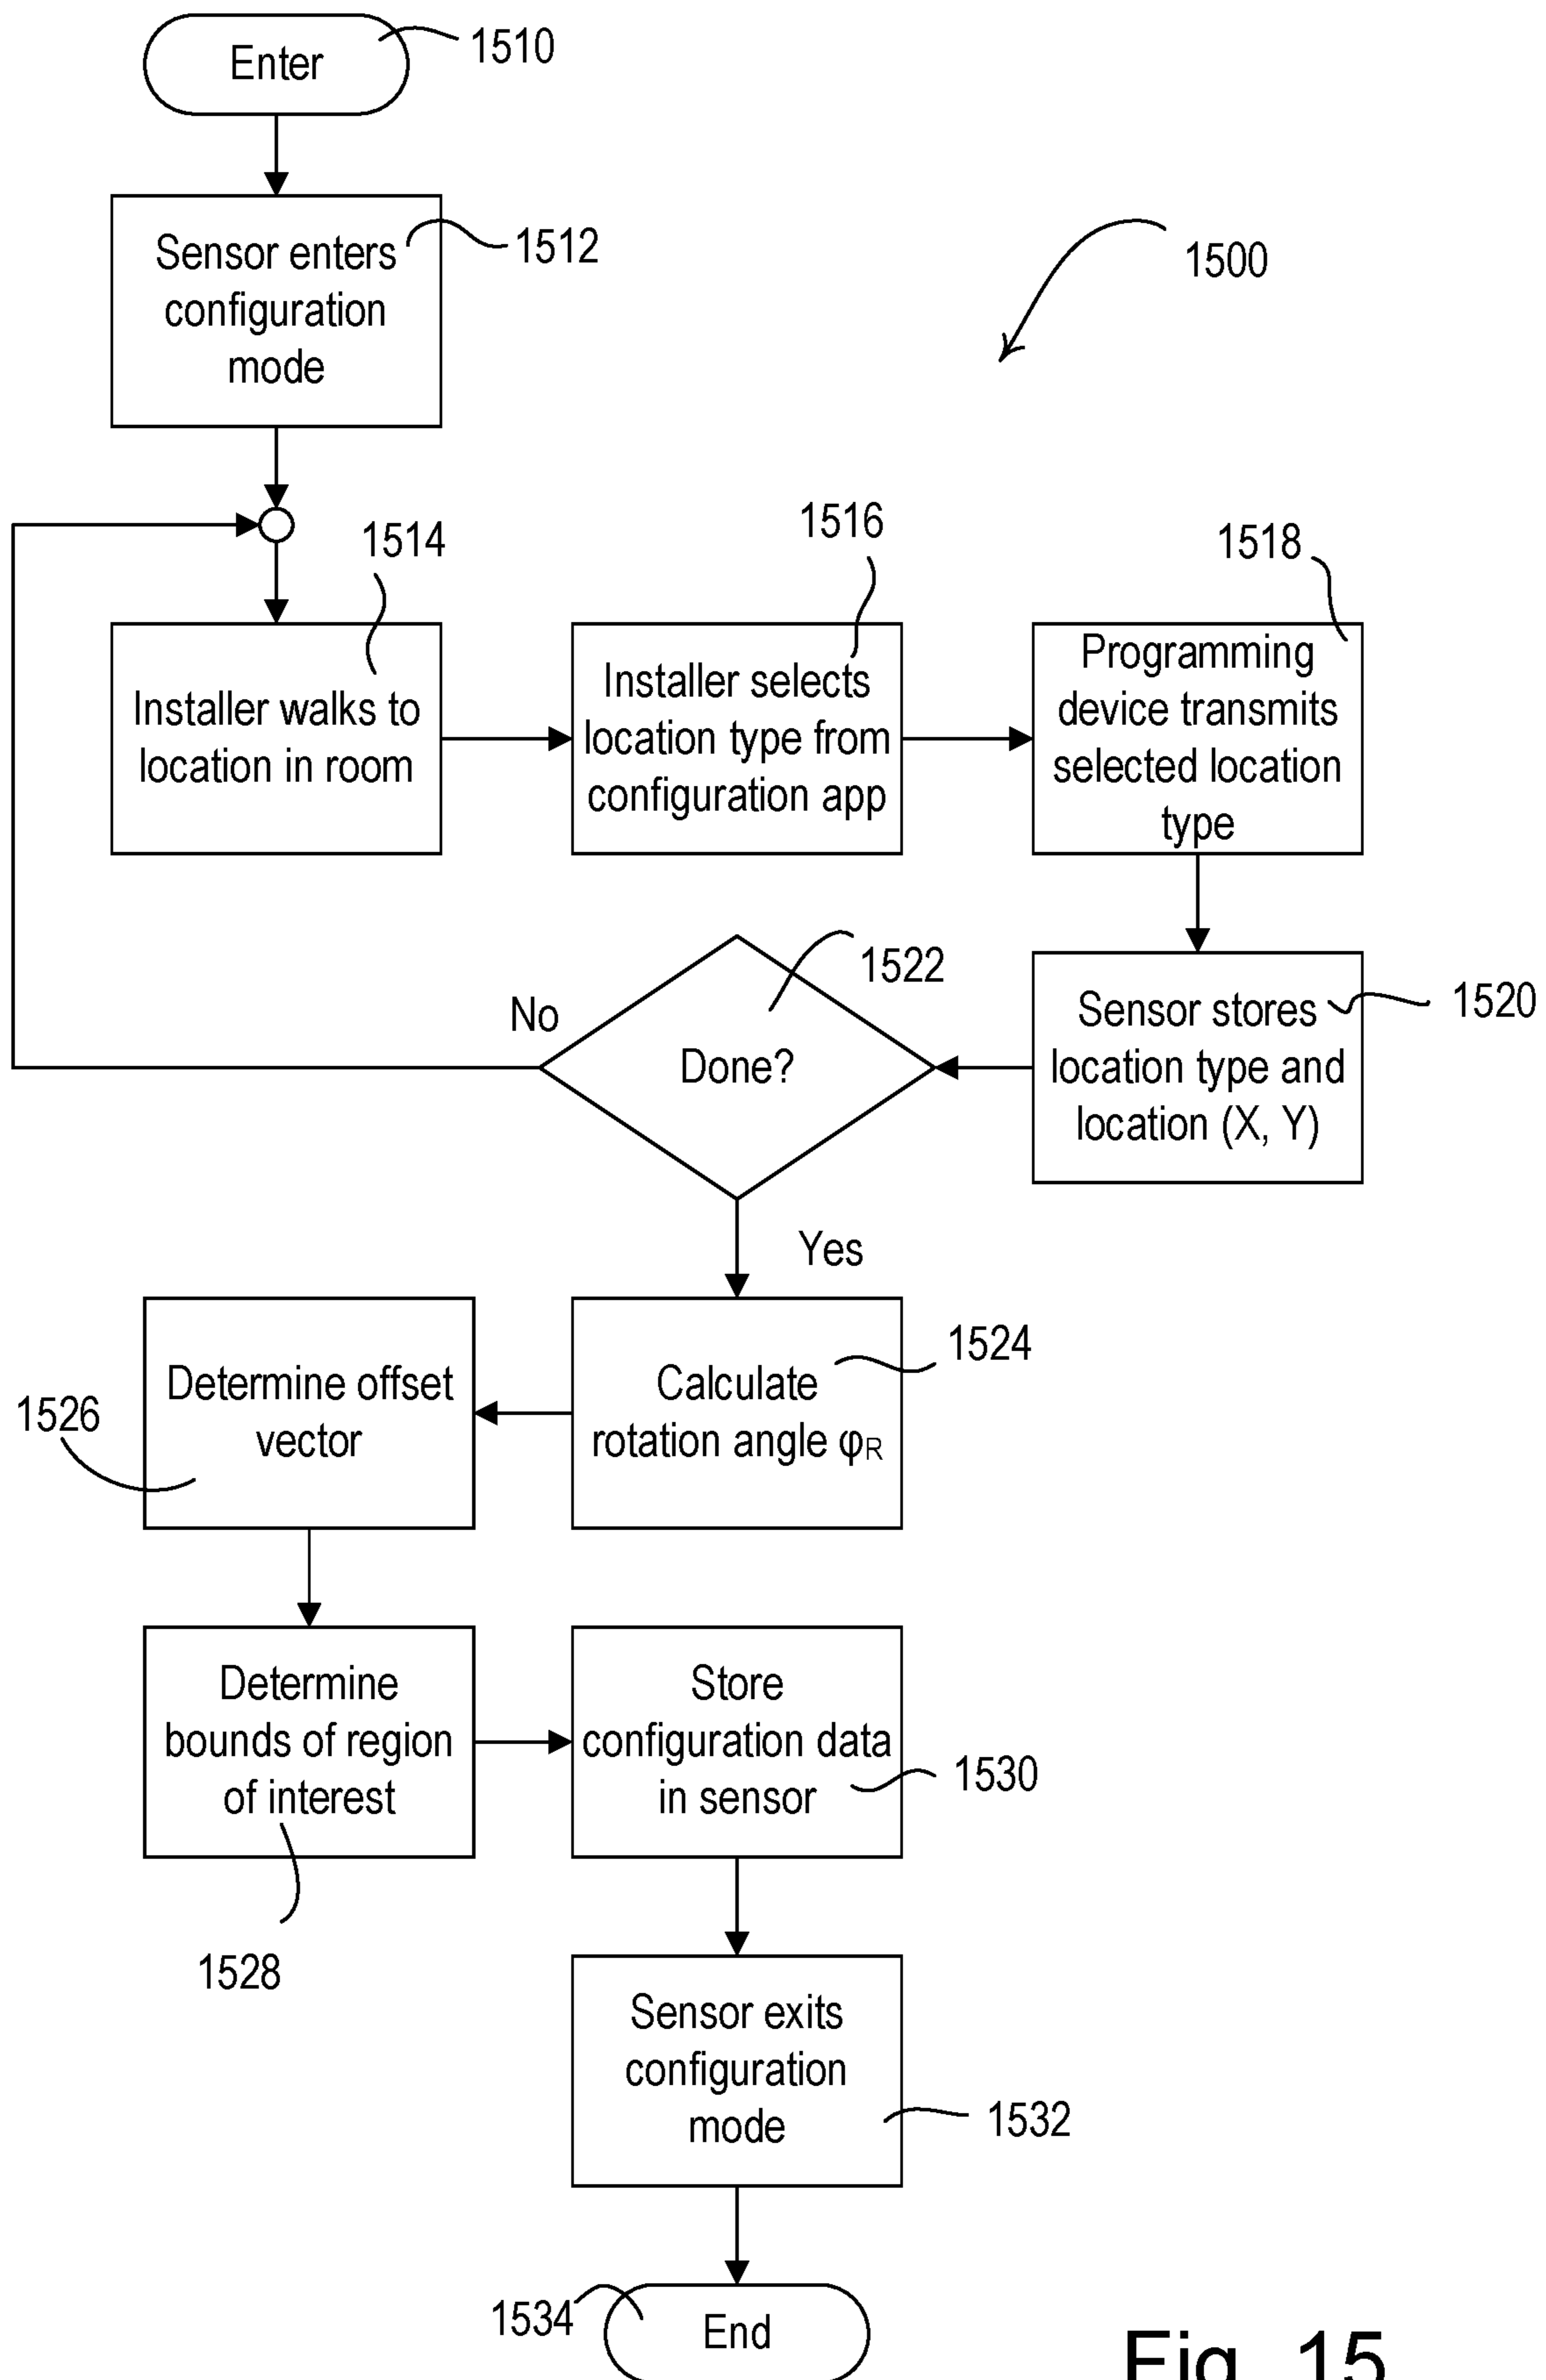 Enter
1510
Sensor enters
configuration
mode
1512
1500
1514
Installer walks to
location in room
1516
Installer selects
location type from
configuration app
1518
Programming
device transmits
selected location
type
1520
Sensor stores
location type and
location (X, Y)
1522
Done?
No
Yes
1524
Calculate
rotation angle φR
1526
Determine offset
vector
Determine
bounds of region
of interest
1528
Store
configuration data
in sensor
1530
Sensor exits
configuration
mode
1532
1534
End
Fig. 15